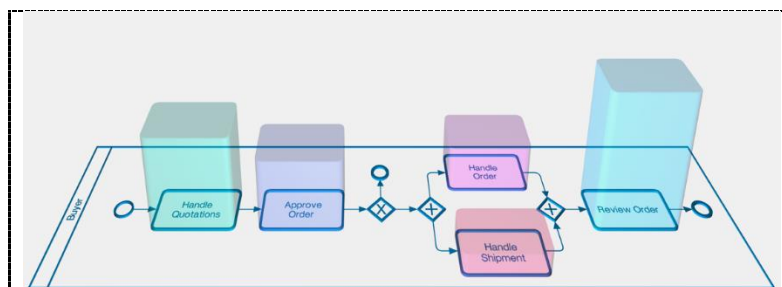 Buyer
Handle
Quotations
Approve
Order
Handle
Order
Handle
Shipment
Review Order